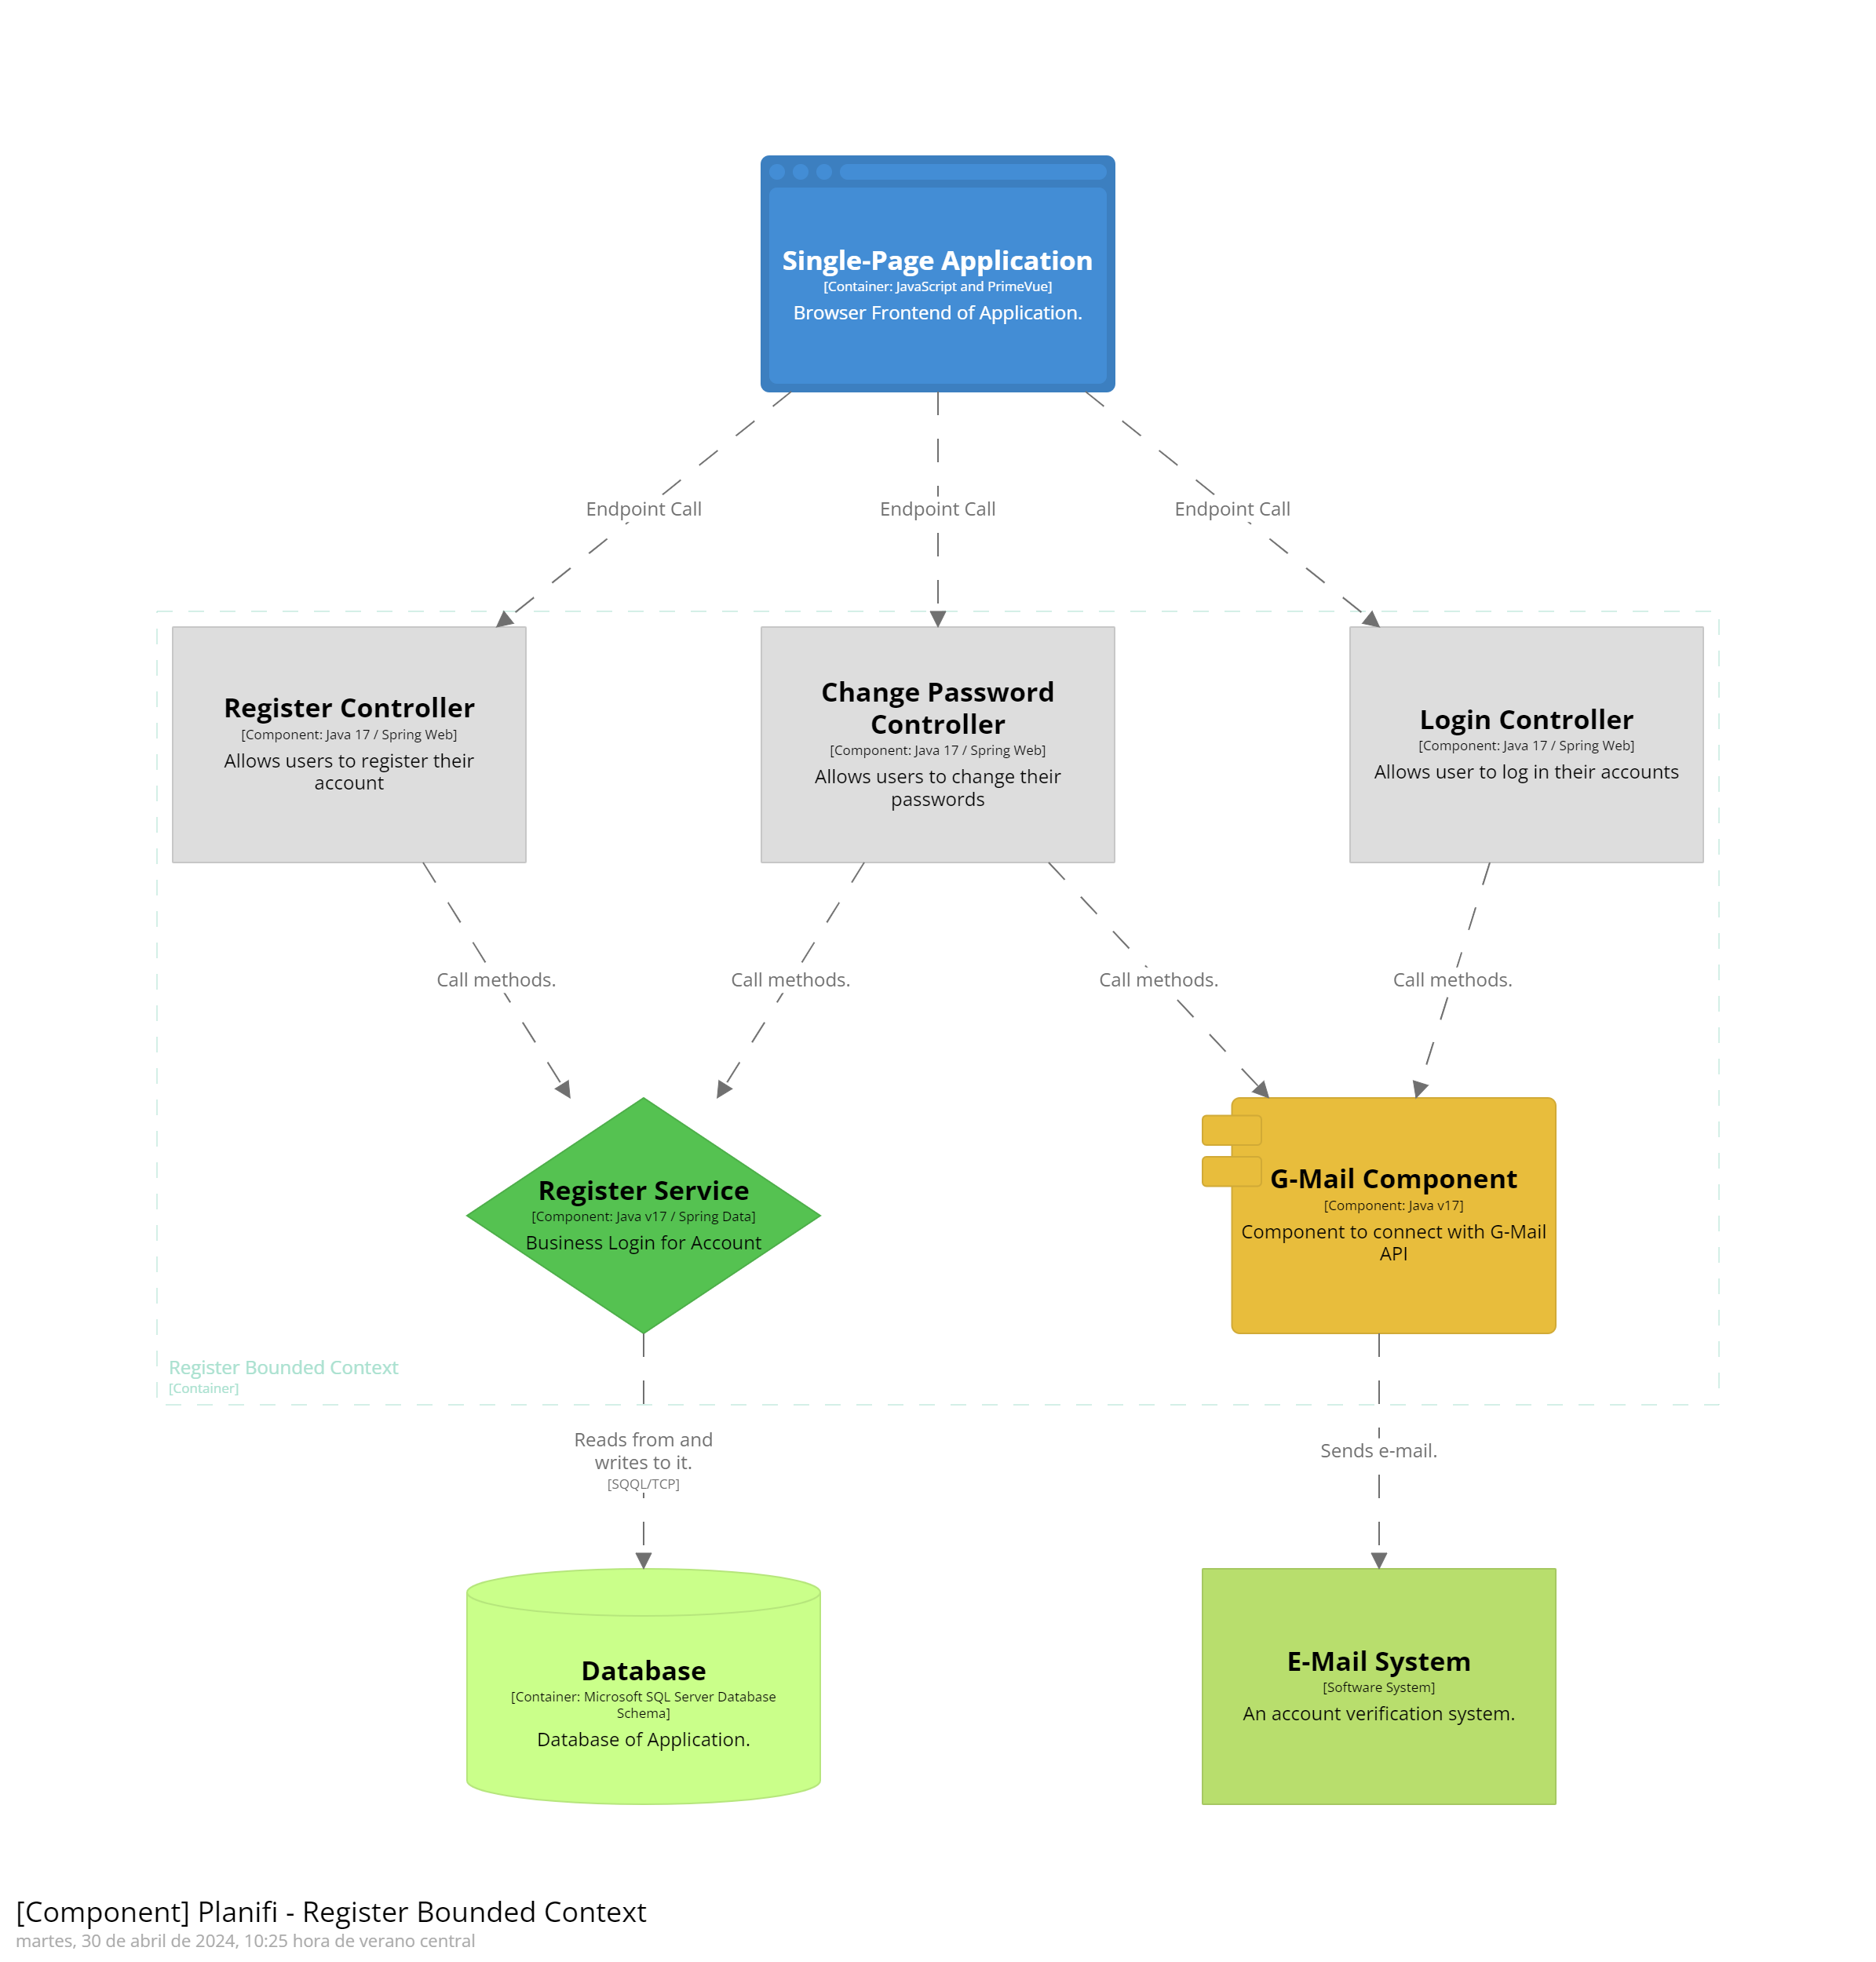 Single-Page Application
[Container: JavaScript and PrimeVue]
Browser Frontend of Application.
Endpoint Call
Endpoint Call
Endpoint Call
Register Controller
[Component: Java 17 / Spring Web]
Allows users to register their
account
Change Password
Controller
[Component: Java 17 / Spring Web]
Allows users to change their
passwords
Login Controller
[Component: Java 17 / Spring Web]
Allows user to log in their accounts
Call methods.
Call methods.
Call methods.
Call methods.
Register Service
[Component: Java v17 / Spring Data]
Business Login for Account
G-Mail Component
[Component: Java v17]
Component to connect with G-Mail
API
Register Bounded Context
[Container]
Reads from and
writes to it.
[SQQL/TCP]
Sends e-mail.
Database
[Container: Microsoft SQL Server Database
Schema]
Database of Application.
E-Mail System
[Software System]
An account verification system.
[Component] Planifi - Register Bounded Context
martes, 30 de abril de 2024, 10:25 hora de verano central